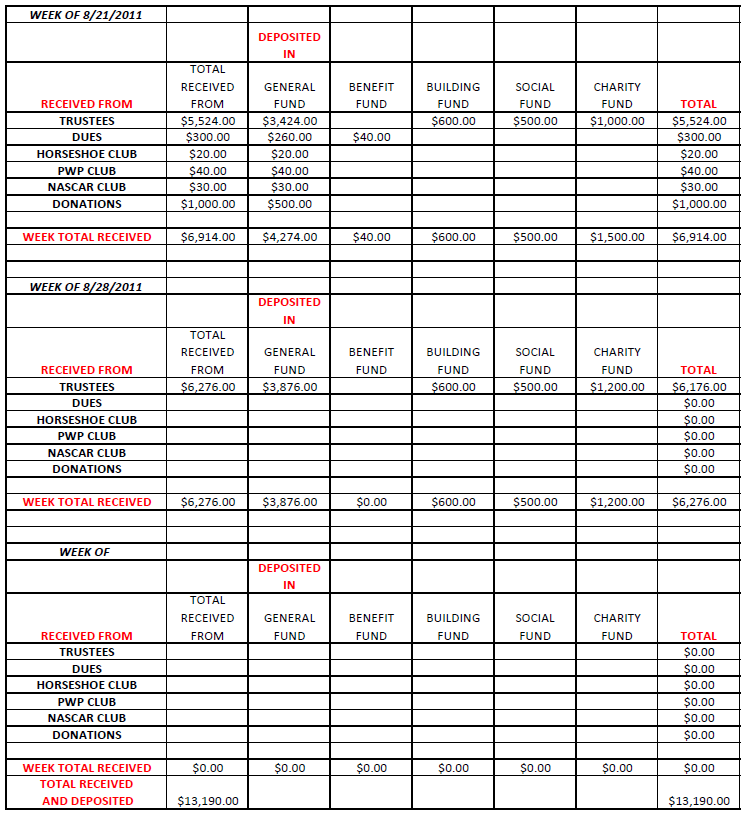 WEEK OF 8/21/2011
DEPOSITED
IN
TOTAL
RECEIVED GENERAL BENEFIT BUILDING SOCIAL CHARITY
RECEIVED FROM FROM FUND FUND FUND FUND FUND TOTAL
TRUSTEES $5,524.00 $3,424.00 $600.00 $500.00 $1,000.00 $5,524.00
DUES $300.00 $260.00 $40.00 $300.00
HORSESHOE CLUB $20.00 $20.00 $20.00
PWP CLUB $40.00 $40.00 $40.00
NASCAR CLUB $30.00 $30.00 $30.00
DONATIONS $1,000.00 $500.00 $1,000.00
WEEK TOTAL RECEIVED $6,914.00 $4,274.00 $40.00 $600.00 $500.00 $1,500.00 $6,914.00
WEEK OF 8/28/2011
DEPOSITED
IN
TOTAL
RECEIVED GENERAL BENEFIT BUILDING SOCIAL CHARITY
RECEIVED FROM FROM FUND FUND FUND FUND FUND TOTAL
TRUSTEES $6,276.00 $3,876.00 $600.00 $500.00 $1,200.00 $6,176.00
DUES $0.00
HORSESHOE CLUB $0.00
PWP CLUB $0.00
NASCAR CLUB $0.00
DONATIONS $0.00
WEEK TOTAL RECEIVED $6,276.00 $3,876.00 $0.00 $600.00 $500.00 $1,200.00 $6,276.00
WEEK OF
DEPOSITED
IN
TOTAL
RECEIVED GENERAL BENEFIT BUILDING SOCIAL CHARITY
RECEIVED FROM FROM FUND FUND FUND FUND FUND TOTAL
TRUSTEES $0.00
DUES $0.00
HORSESHOE CLUB $0.00
PWP CLUB $0.00
NASCAR CLUB $0.00
DONATIONS $0.00
WEEK TOTAL RECEIVED $0.00 $0.00 $0.00 $0.00 $0.00 $0.00 $0.00
TOTAL RECEIVED
AND DEPOSITED $13,190.00 $13,190.00